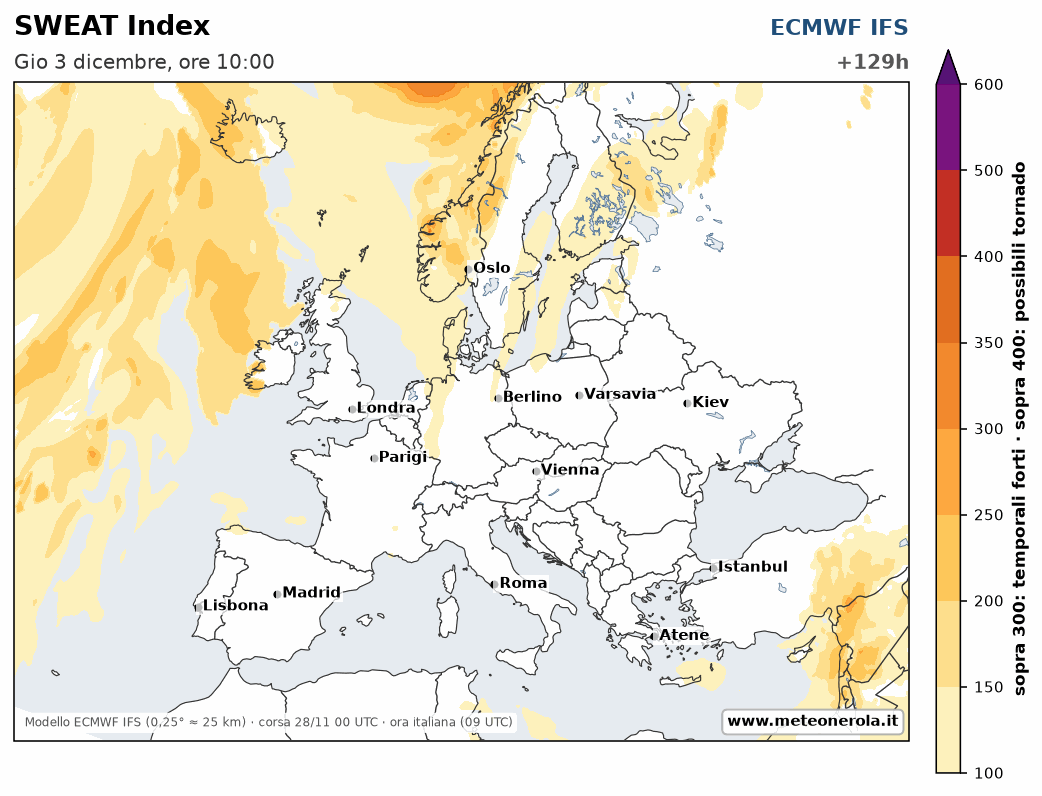 SWEAT Index
ECMWF IFS
Gio 3 dicembre, ore 10:00
+129h
Oslo
Londra
Berlino
Varsavia
Kiev
Parigi
Vienna
Istanbul
Roma
Madrid
Lisbona
Atene
Modello ECMWF IFS (0,25° ≈ 25 km) · corsa 28/11 00 UTC · ora italiana (09 UTC)
www.meteonerola.it
600
500
400
350
300
250
200
150
100
sopra 300: temporali forti · sopra 400: possibili tornado